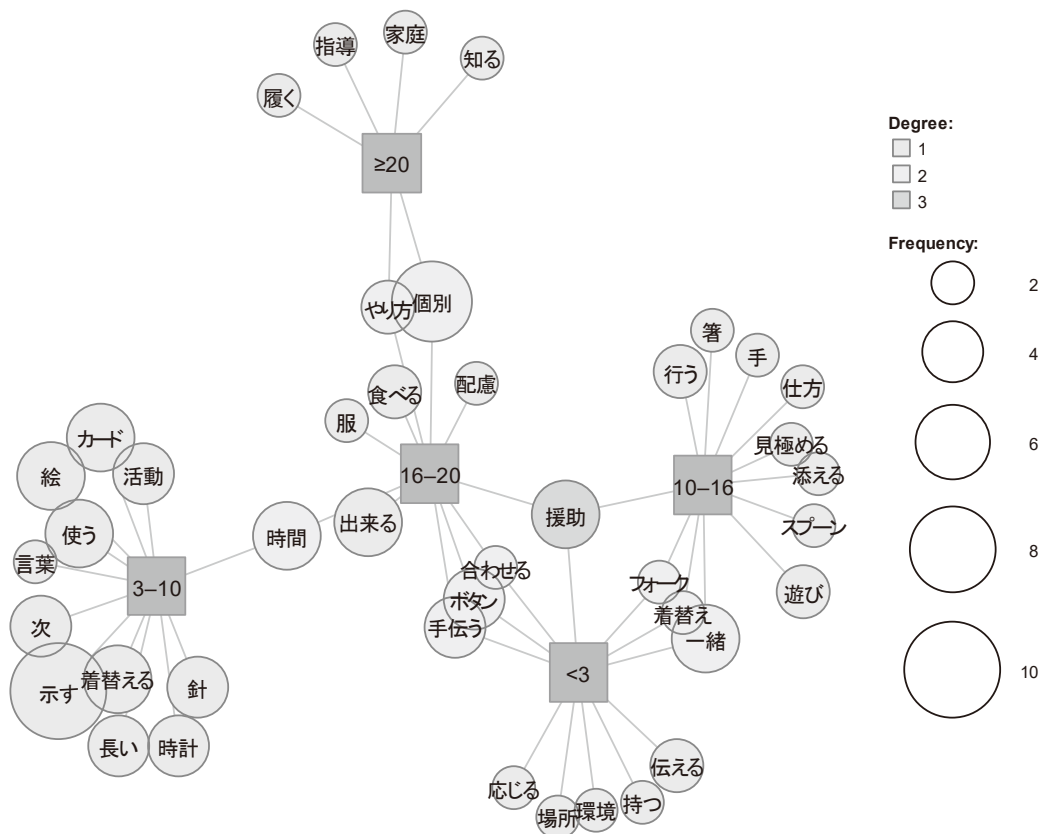 家庭
指導
知る
履く
≥20
やり方
個別
食べる
配慮
服
16–20
出来る
時間
援助
箸
行う
手
仕方
見極める
10–16
添える
スプーン
遊び
フォーク
着替え
一緒
合わせる
ボタン
手伝う
<3
応じる
場所
環境
持つ
伝える
カード
絵
活動
使う
言葉
3–10
次
示す
着替える
針
長い
時計
Degree:
1
2
3
Frequency:
2
4
6
8
10